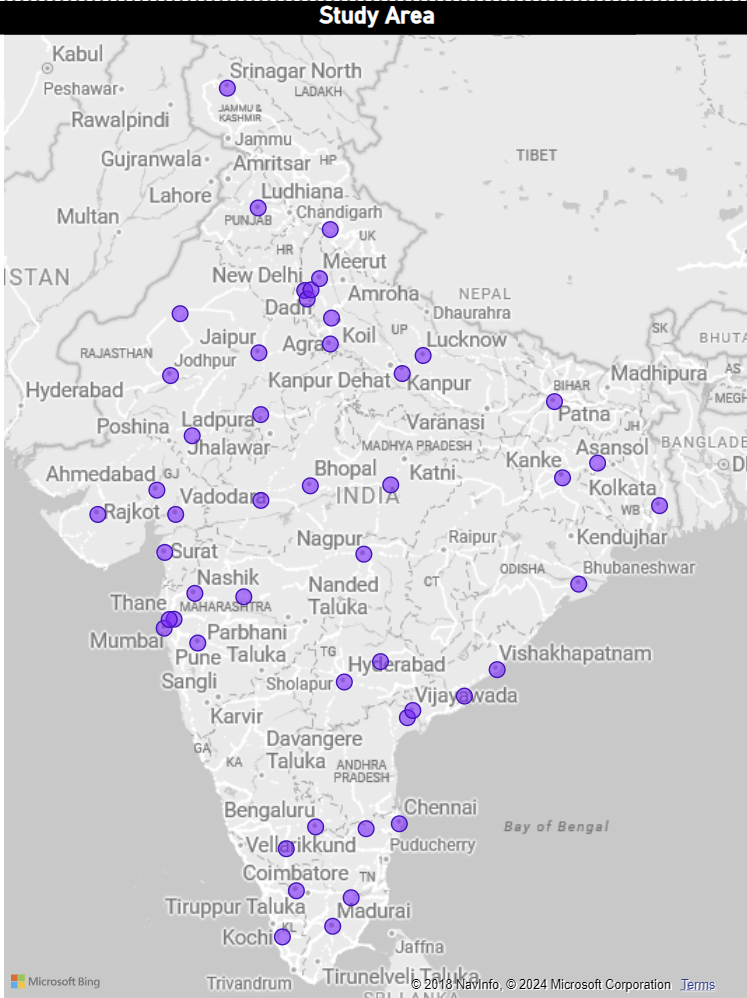 Study Area
Kabul
Srinagar North
Peshawar
LADAKH
JAMMU &
KASHMIR
Rawalpindi
Jammu
TIBET
Gujranwala
Amritsar
HP
Lahore
Ludhiana
Multan
PUNJAB
Chandigarh
UK
HR
ISTAN
New Delhi
Meerut
Amroha
NEPAL
Dadri
Dhaurahra
SK
BHUTA
Jaipur
Agra
Koil
UP
Lucknow
RAJASTHAN
Jodhpur
Madhipura
AS
Hyderabad
Kanpur Dehat
Kanpur
BIHAR
MEGH
Poshina
Ladpura
Varanasi
Patna
JH
Jhalawar
MADHYA PRADESH
Asansol
BANGLADE
Ahmedabad
GJ
Bhopal
Katni
Kanke
D
Vadodara
INDIA
Kolkata
Rajkot
WB
Nagpur
Raipur
Kendujhar
Surat
ODISHA
Bhubaneshwar
Nashik
Nanded
Taluka
CT
Thane
MAHARASHTRA
Mumbai
Parbhani
Taluka
Pune
TG
Hyderabad
Vishakhapatnam
Sangli
Sholapur
Vijayawada
Karvir
GA
KA
Davangere
Taluka
ANDHRA
PRADESH
Bengaluru
Chennai
Bay of Bengal
Vellarikkund
Puducherry
Coimbatore
TN
Tiruppur Taluka
Madurai
Kochi
KL
Jaffna
Trivandrum
Tirunelveli Taluka
SRI LANKA
Microsoft Bing
© 2018 NavInfo, © 2024 Microsoft Corporation Terms